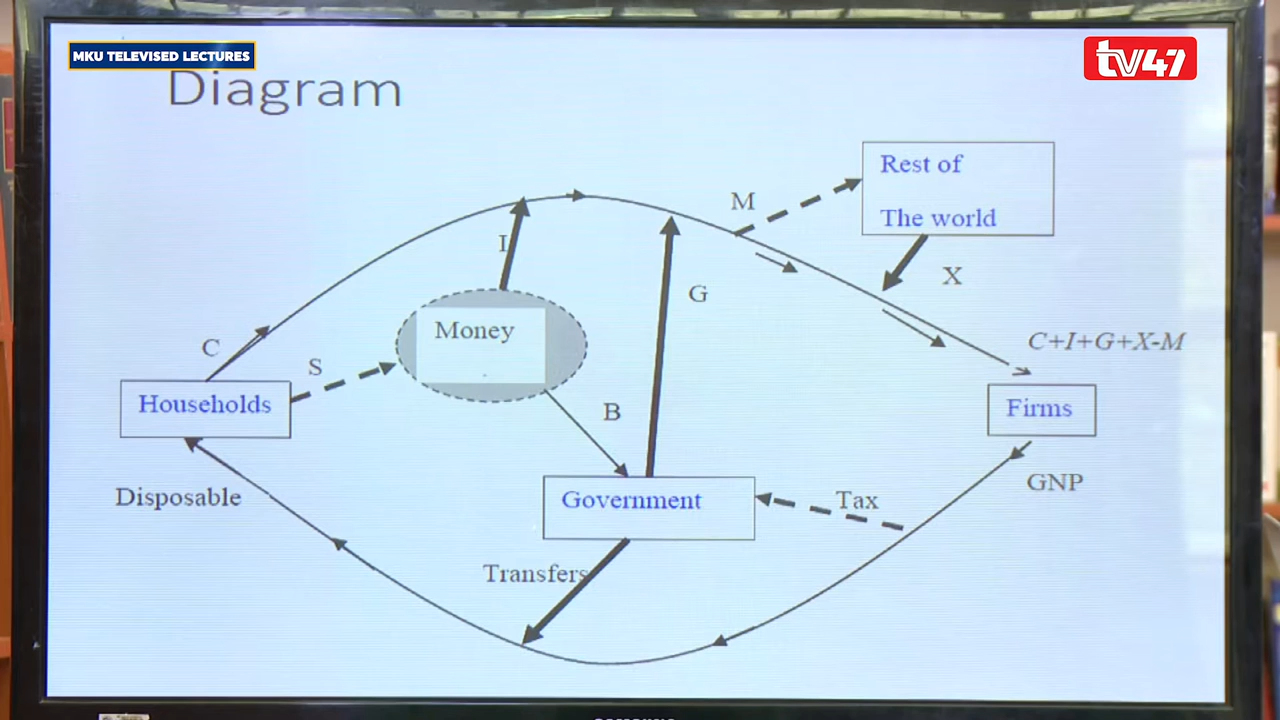 MKU TELEVISED LECTURES
tv47
Diagram
Rest of
The world
M
X
I
G
C+I+G+X-M
Money
C
S
Households
B
Firms
GNP
Disposable
Government
Tax
Transfers